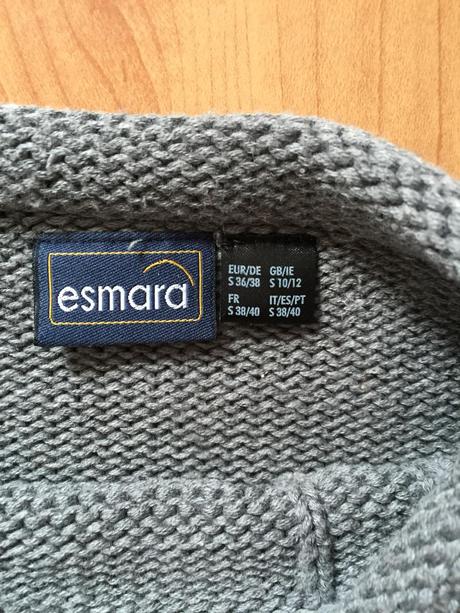 esmara
EUR/DE GB/IE
S 36/38 S 10/12
FR IT/ES/PT
S 38/40 S 38/40